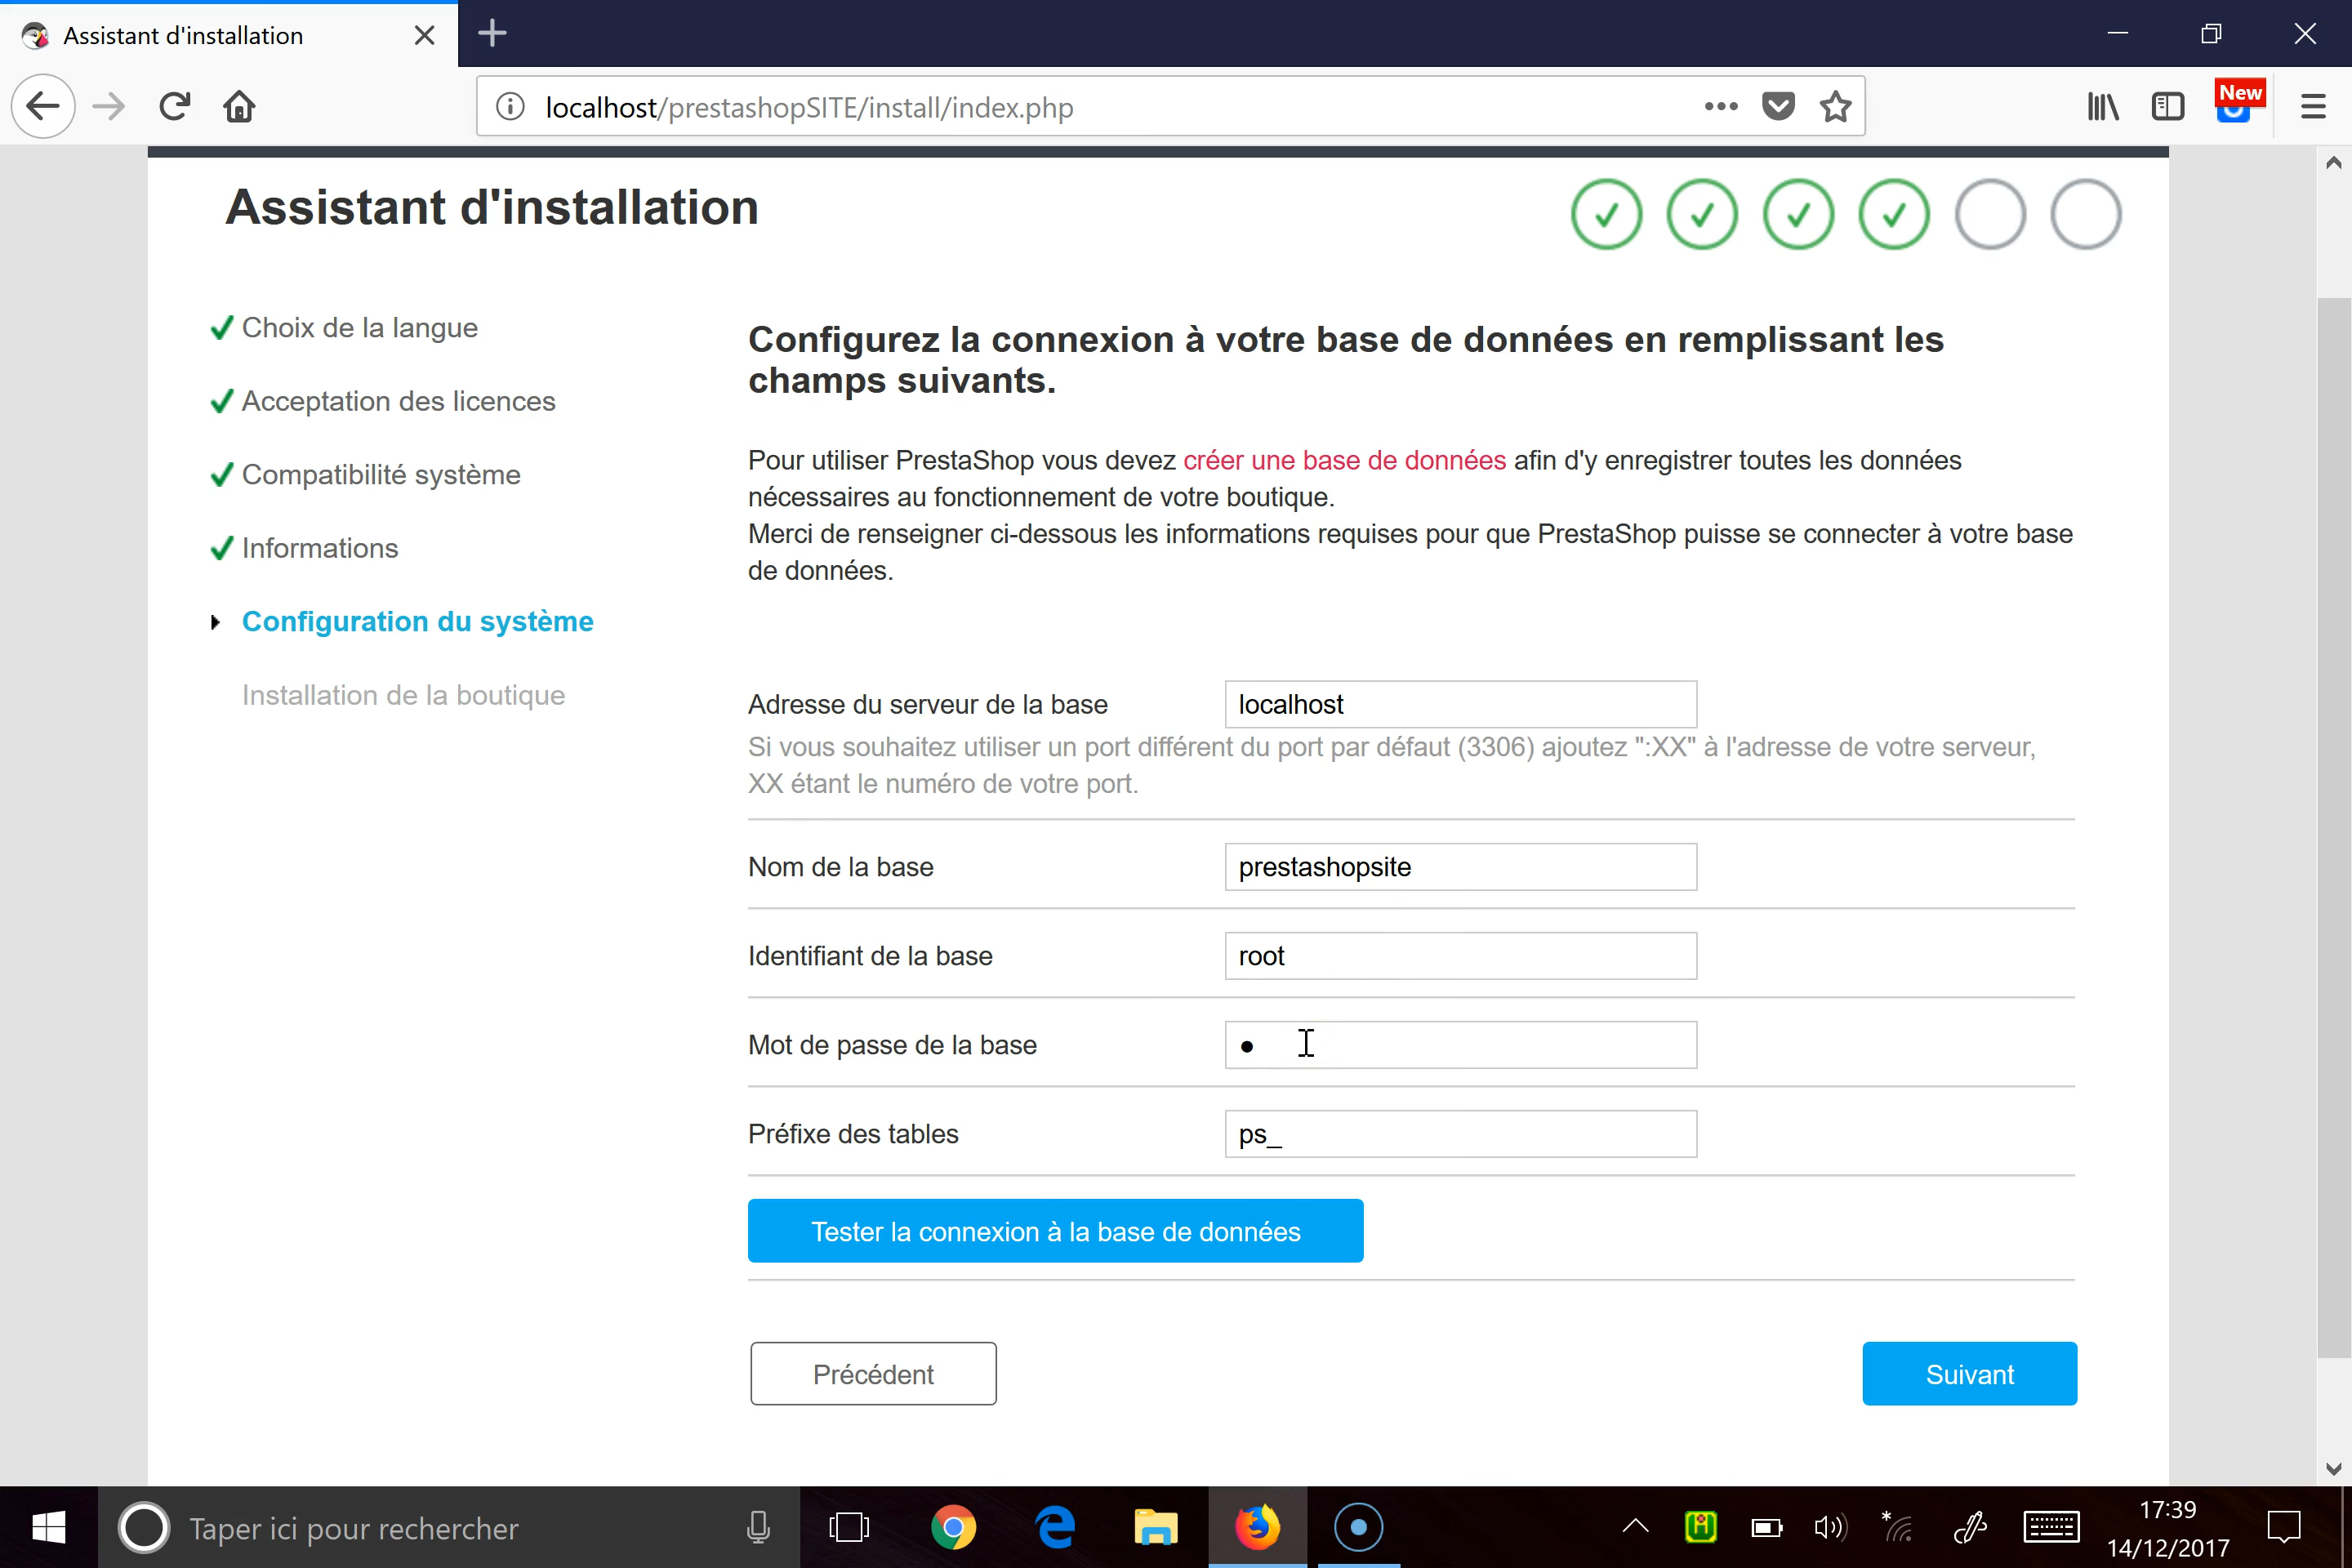 Assistant d'installation
localhost/prestashopSITE/install/index.php
New
Assistant d'installation
Choix de la langue
Acceptation des licences
Compatibilité système
Informations
Configuration du système
Installation de la boutique
Configurez la connexion à votre base de données en remplissant les
champs suivants.
Pour utiliser PrestaShop vous devez créer une base de données afin d'y enregistrer toutes les données
nécessaires au fonctionnement de votre boutique.
Merci de renseigner ci-dessous les informations requises pour que PrestaShop puisse se connecter à votre base
de données.
Adresse du serveur de la base localhost
Si vous souhaitez utiliser un port différent du port par défaut (3306) ajoutez ":XX" à l'adresse de votre serveur,
XX étant le numéro de votre port.
Nom de la base prestashopsite
Identifiant de la base root
Mot de passe de la base ●
Préfixe des tables ps_
Tester la connexion à la base de données
Précédent Suivant
Taper ici pour rechercher
17:39
14/12/2017